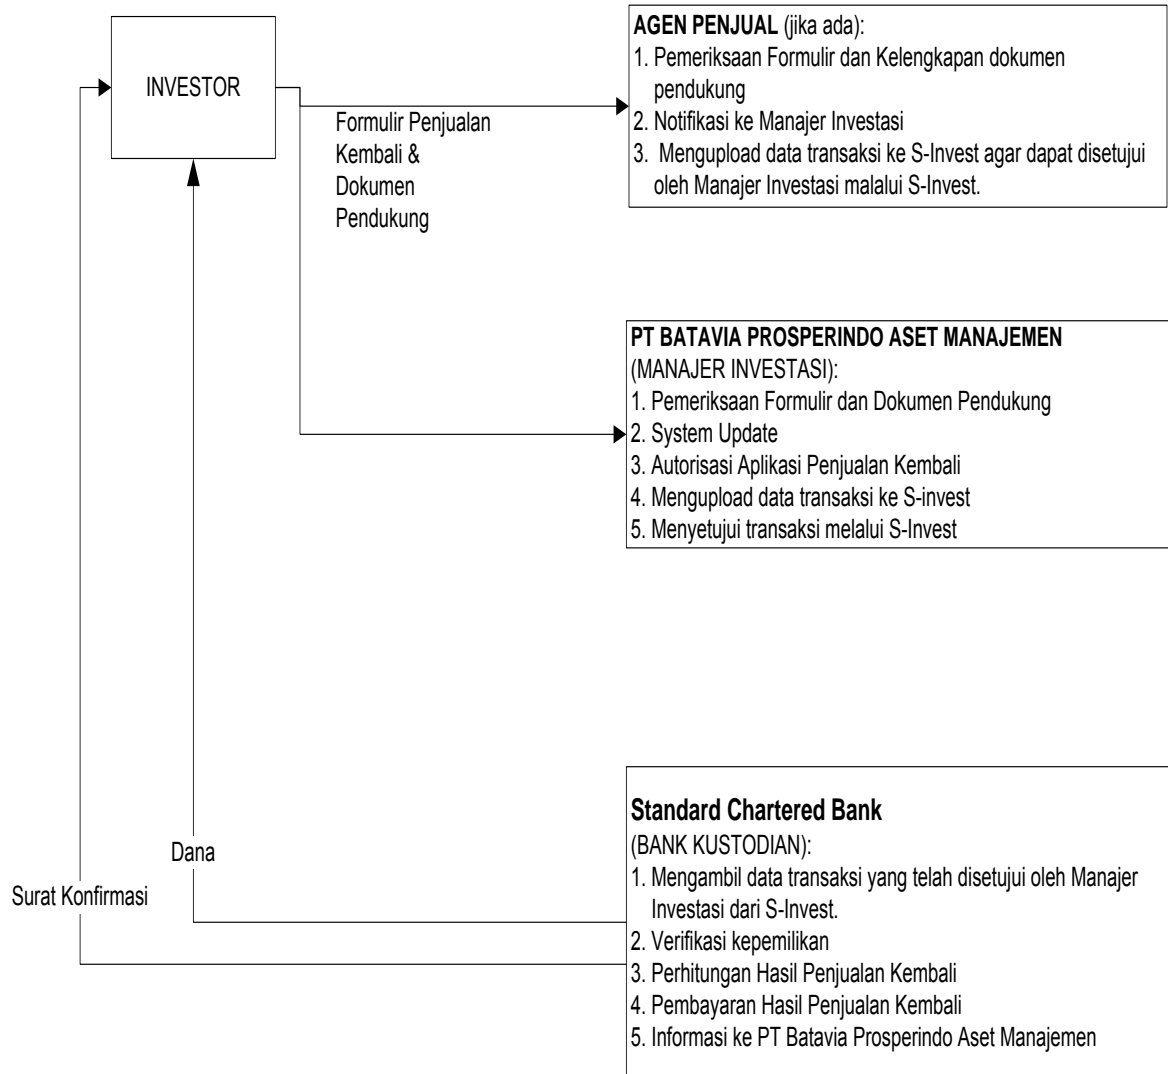 INVESTOR
Formulir Penjualan
Kembali &
Dokumen
Pendukung
AGEN PENJUAL (jika ada):
1. Pemeriksaan Formulir dan Kelengkapan dokumen
pendukung
2. Notifikasi ke Manajer Investasi
3. Mengupload data transaksi ke S-Invest agar dapat disetujui
oleh Manajer Investasi malalui S-Invest.
PT BATAVIA PROSPERINDO ASET MANAJEMEN
(MANAJER INVESTASI):
1. Pemeriksaan Formulir dan Dokumen Pendukung
2. System Update
3. Autorisasi Aplikasi Penjualan Kembali
4. Mengupload data transaksi ke S-invest
5. Menyetujui transaksi melalui S-Invest
Dana
Surat Konfirmasi
Standard Chartered Bank
(BANK KUSTODIAN):
1. Mengambil data transaksi yang telah disetujui oleh Manajer
Investasi dari S-Invest.
2. Verifikasi kepemilikan
3. Perhitungan Hasil Penjualan Kembali
4. Pembayaran Hasil Penjualan Kembali
5. Informasi ke PT Batavia Prosperindo Aset Manajemen